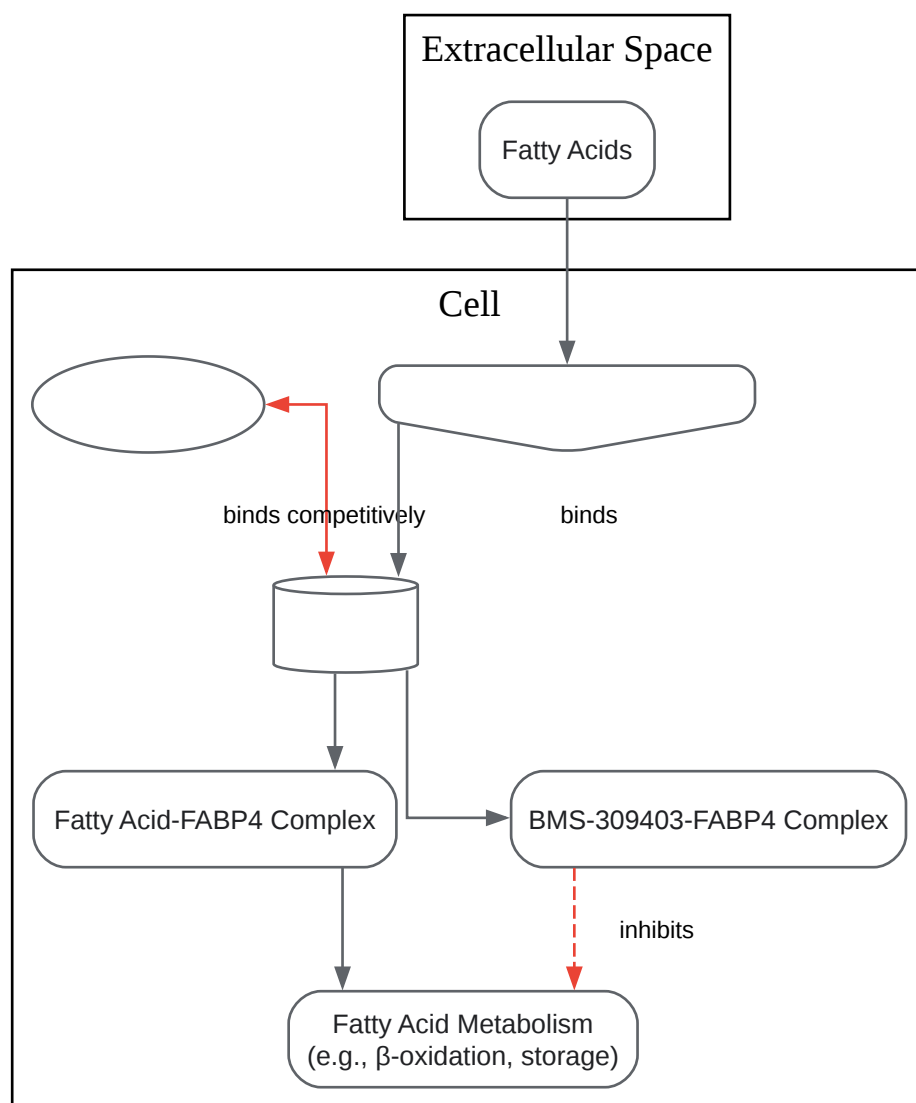 Extracellular Space
Fatty Acids
Cell
binds competitively
binds
Fatty Acid-FABP4 Complex
BMS-309403-FABP4 Complex
inhibits
Fatty Acid Metabolism
(e.g., β-oxidation, storage)